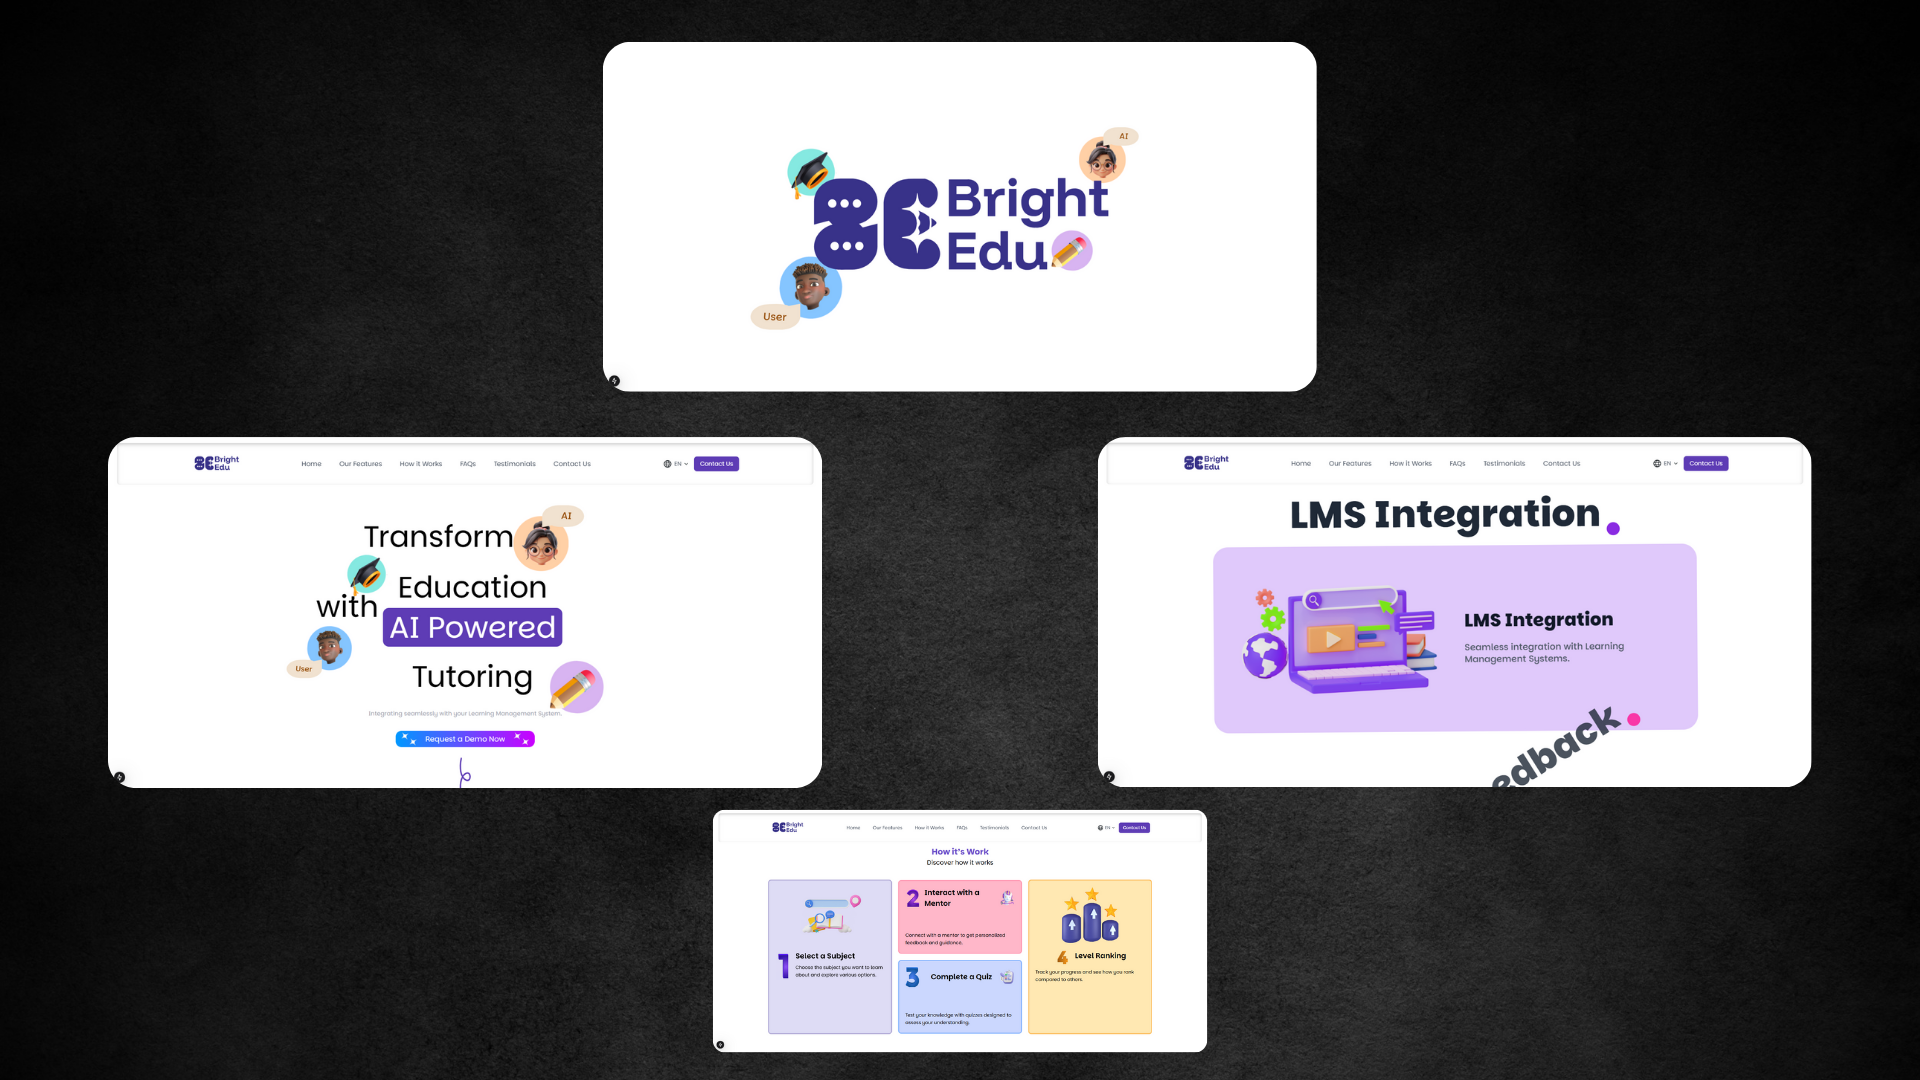 AI
Bright
Edu
User
Bright
Edu
Home
Our Features
How it Works
FAQs
Testimonials
Contact Us
EN
Contact Us
AI
Transform
Education
with
AI Powered
User
Tutoring
Integrating seamlessly with your Learning Management System.
Request a Demo Now
Bright
Edu
Home
Our Features
How it Works
FAQs
Testimonials
Contact Us
EN
Contact Us
LMS Integration
LMS Integration
Seamless integration with Learning
Management Systems.
edback
Bright
Edu
Home
Our Features
How it Works
FAQs
Testimonials
Contact Us
EN
Contact Us
How it's Work
Discover how it works
1
Select a Subject
Choose the subject you want to learn
about and explore various options.
2
Interact with a
Mentor
Connect with a mentor to get personalized
feedback and guidance.
3
Complete a Quiz
Test your knowledge with quizzes designed to
assess your understanding.
4
Level Ranking
Track your progress and see how you rank
compared to others.